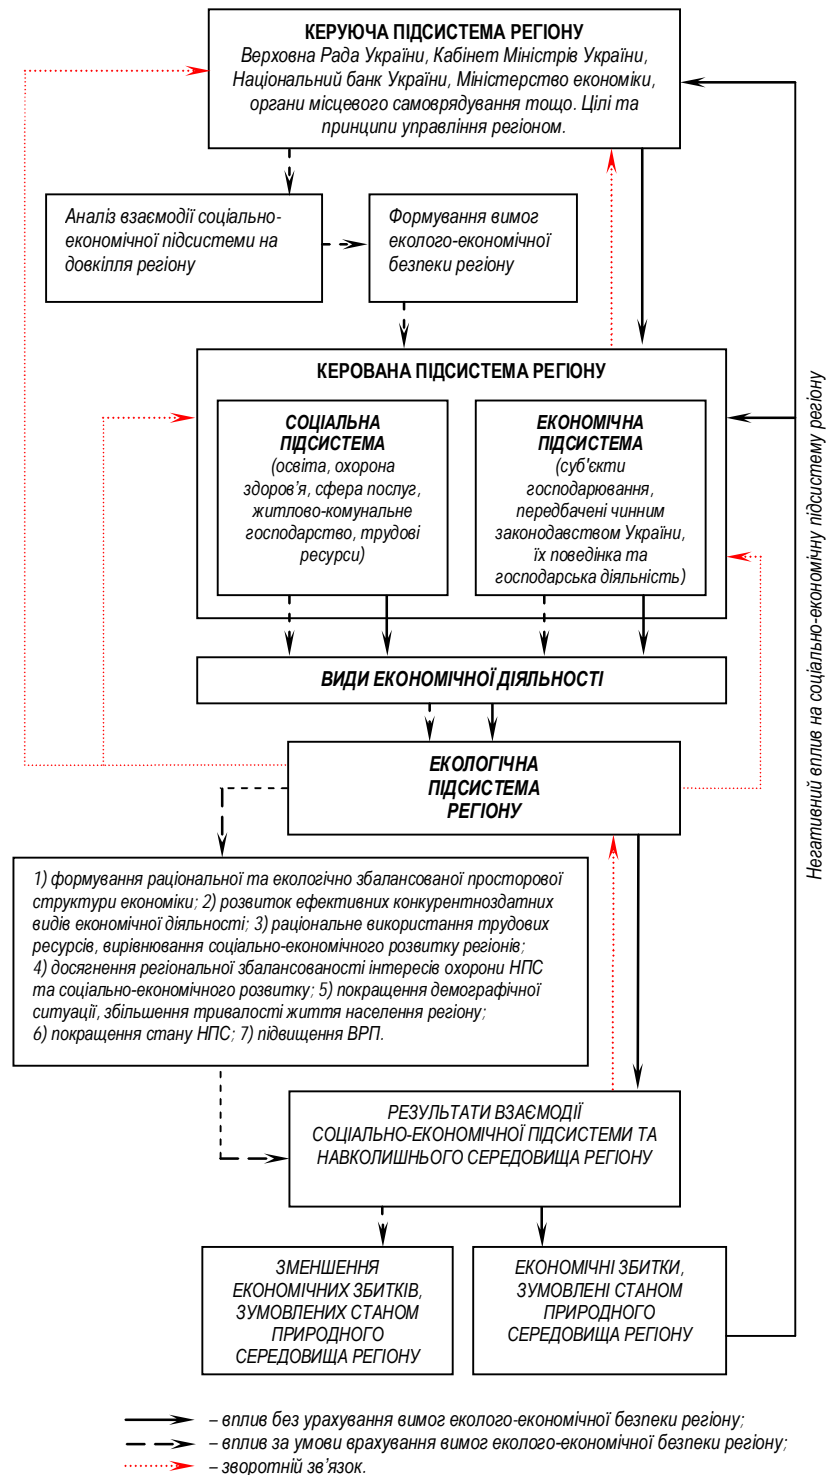 КЕРУЮЧА ПІДСИСТЕМА РЕГІОНУ
Верховна Рада України, Кабінет Міністрів України,
Національний банк України, Міністерство економіки,
органи місцевого самоврядування тощо. Цілі та
принципи управління регіоном.
Аналіз взаємодії соціально-
економічної підсистеми на
довкілля регіону
Формування вимог
еколого-економічної
безпеки регіону
КЕРОВАНА ПІДСИСТЕМА РЕГІОНУ
СОЦІАЛЬНА
ПІДСИСТЕМА
(освіта, охорона
здоров’я, сфера послуг,
житлово-комунальне
господарство, трудові
ресурси)
ЕКОНОМІЧНА
ПІДСИСТЕМА
(суб'єкти
господарювання,
передбачені чинним
законодавством України,
їх поведінка та
господарська діяльність)
ВИДИ ЕКОНОМІЧНОЇ ДІЯЛЬНОСТІ
ЕКОЛОГІЧНА
ПІДСИСТЕМА
РЕГІОНУ
Негативний вплив на соціально-економічну підсистему регіону
1) формування раціональної та екологічно збалансованої просторової
структури економіки; 2) розвиток ефективних конкурентноздатних
видів економічної діяльності; 3) раціональне використання трудових
ресурсів, вирівнювання соціально-економічного розвитку регіонів;
4) досягнення регіональної збалансованості інтересів охорони НПС
та соціально-економічного розвитку; 5) покращення демографічної
ситуації, збільшення тривалості життя населення регіону;
6) покращення стану НПС; 7) підвищення ВРП.
РЕЗУЛЬТАТИ ВЗАЄМОДІЇ
СОЦІАЛЬНО-ЕКОНОМІЧНОЇ ПІДСИСТЕМИ ТА
НАВКОЛИШНЬОГО СЕРЕДОВИЩА РЕГІОНУ
ЗМЕНШЕННЯ
ЕКОНОМІЧНИХ ЗБИТКІВ,
ЗУМОВЛЕНИХ СТАНОМ
ПРИРОДНОГО
СЕРЕДОВИЩА РЕГІОНУ
ЕКОНОМІЧНІ ЗБИТКИ,
ЗУМОВЛЕНІ СТАНОМ
ПРИРОДНОГО
СЕРЕДОВИЩА РЕГІОНУ
– вплив без урахування вимог еколого-економічної безпеки регіону;
– вплив за умови врахування вимог еколого-економічної безпеки регіону;
– зворотній зв’язок.